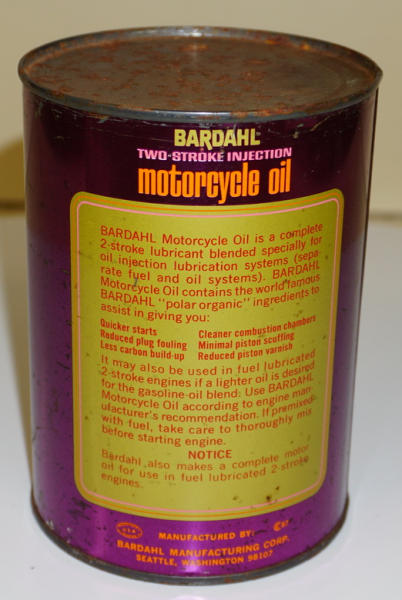 BARDAHL
TWO-STROKE INJECTION
motorcycle oil
BARDAHL Motorcycle Oil is a complete
2-stroke lubricant blended specially for
oil injection lubrication systems (sepa-
rate fuel and oil systems). BARDAHL
Motorcycle Oil contains the world famous
BARDAHL "polar organic" ingredients to
assist in giving you:
Quicker starts Cleaner combustion chambers
Reduced plug fouling Minimal piston scuffing
Less carbon build-up Reduced piston varnish
It may also be used in fuel lubricated
2-stroke engines if a lighter oil is desired
for the gasoline-oil blend: Use BARDAHL
Motorcycle Oil according to engine man-
ufacturer's recommendation. If premixed
with fuel, take care to thoroughly mix
before starting engine.
NOTICE
Bardahl also makes a complete motor
oil for use in fuel lubricated 2-stroke
engines.
MANUFACTURED BY:
BARDAHL MANUFACTURING CORP.
SEATTLE, WASHINGTON 98107